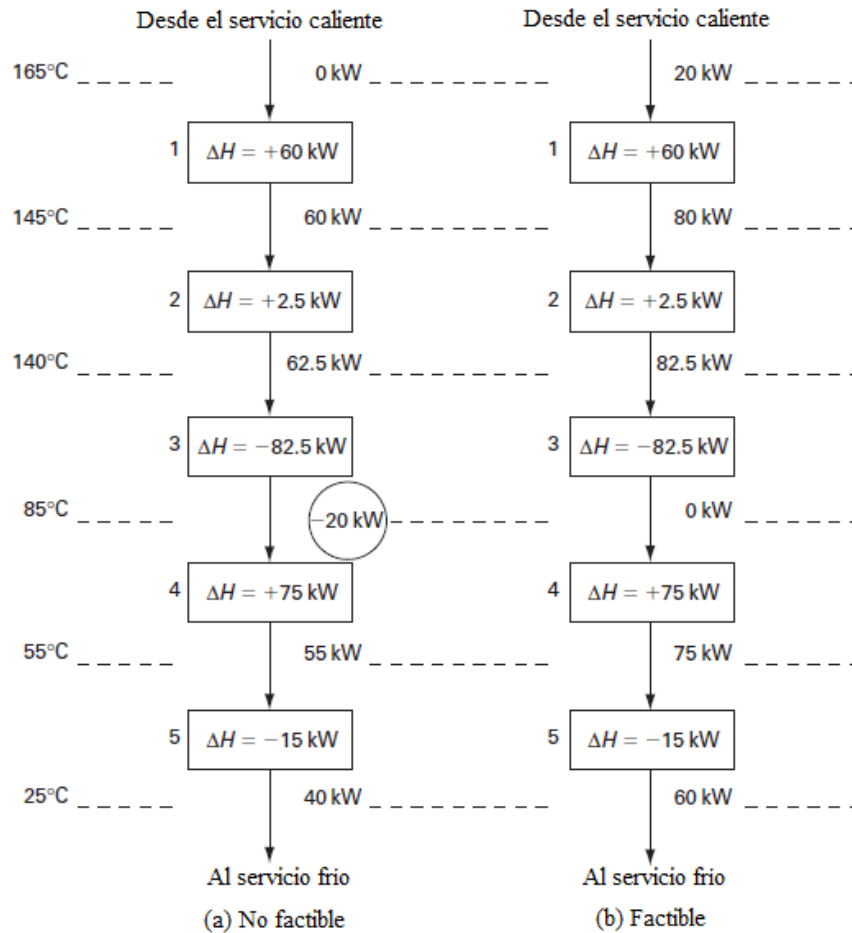 Desde el servicio caliente Desde el servicio caliente
165°C 0 kW 20 kW
1 ΔH = +60 kW 1 ΔH = +60 kW
145°C 60 kW 80 kW
2 ΔH = +2.5 kW 2 ΔH = +2.5 kW
140°C 62.5 kW 82.5 kW
3 ΔH = −82.5 kW 3 ΔH = −82.5 kW
85°C −20 kW 0 kW
4 ΔH = +75 kW 4 ΔH = +75 kW
55°C 55 kW 75 kW
5 ΔH = −15 kW 5 ΔH = −15 kW
25°C 40 kW 60 kW
Al servicio frio Al servicio frio
(a) No factible (b) Factible